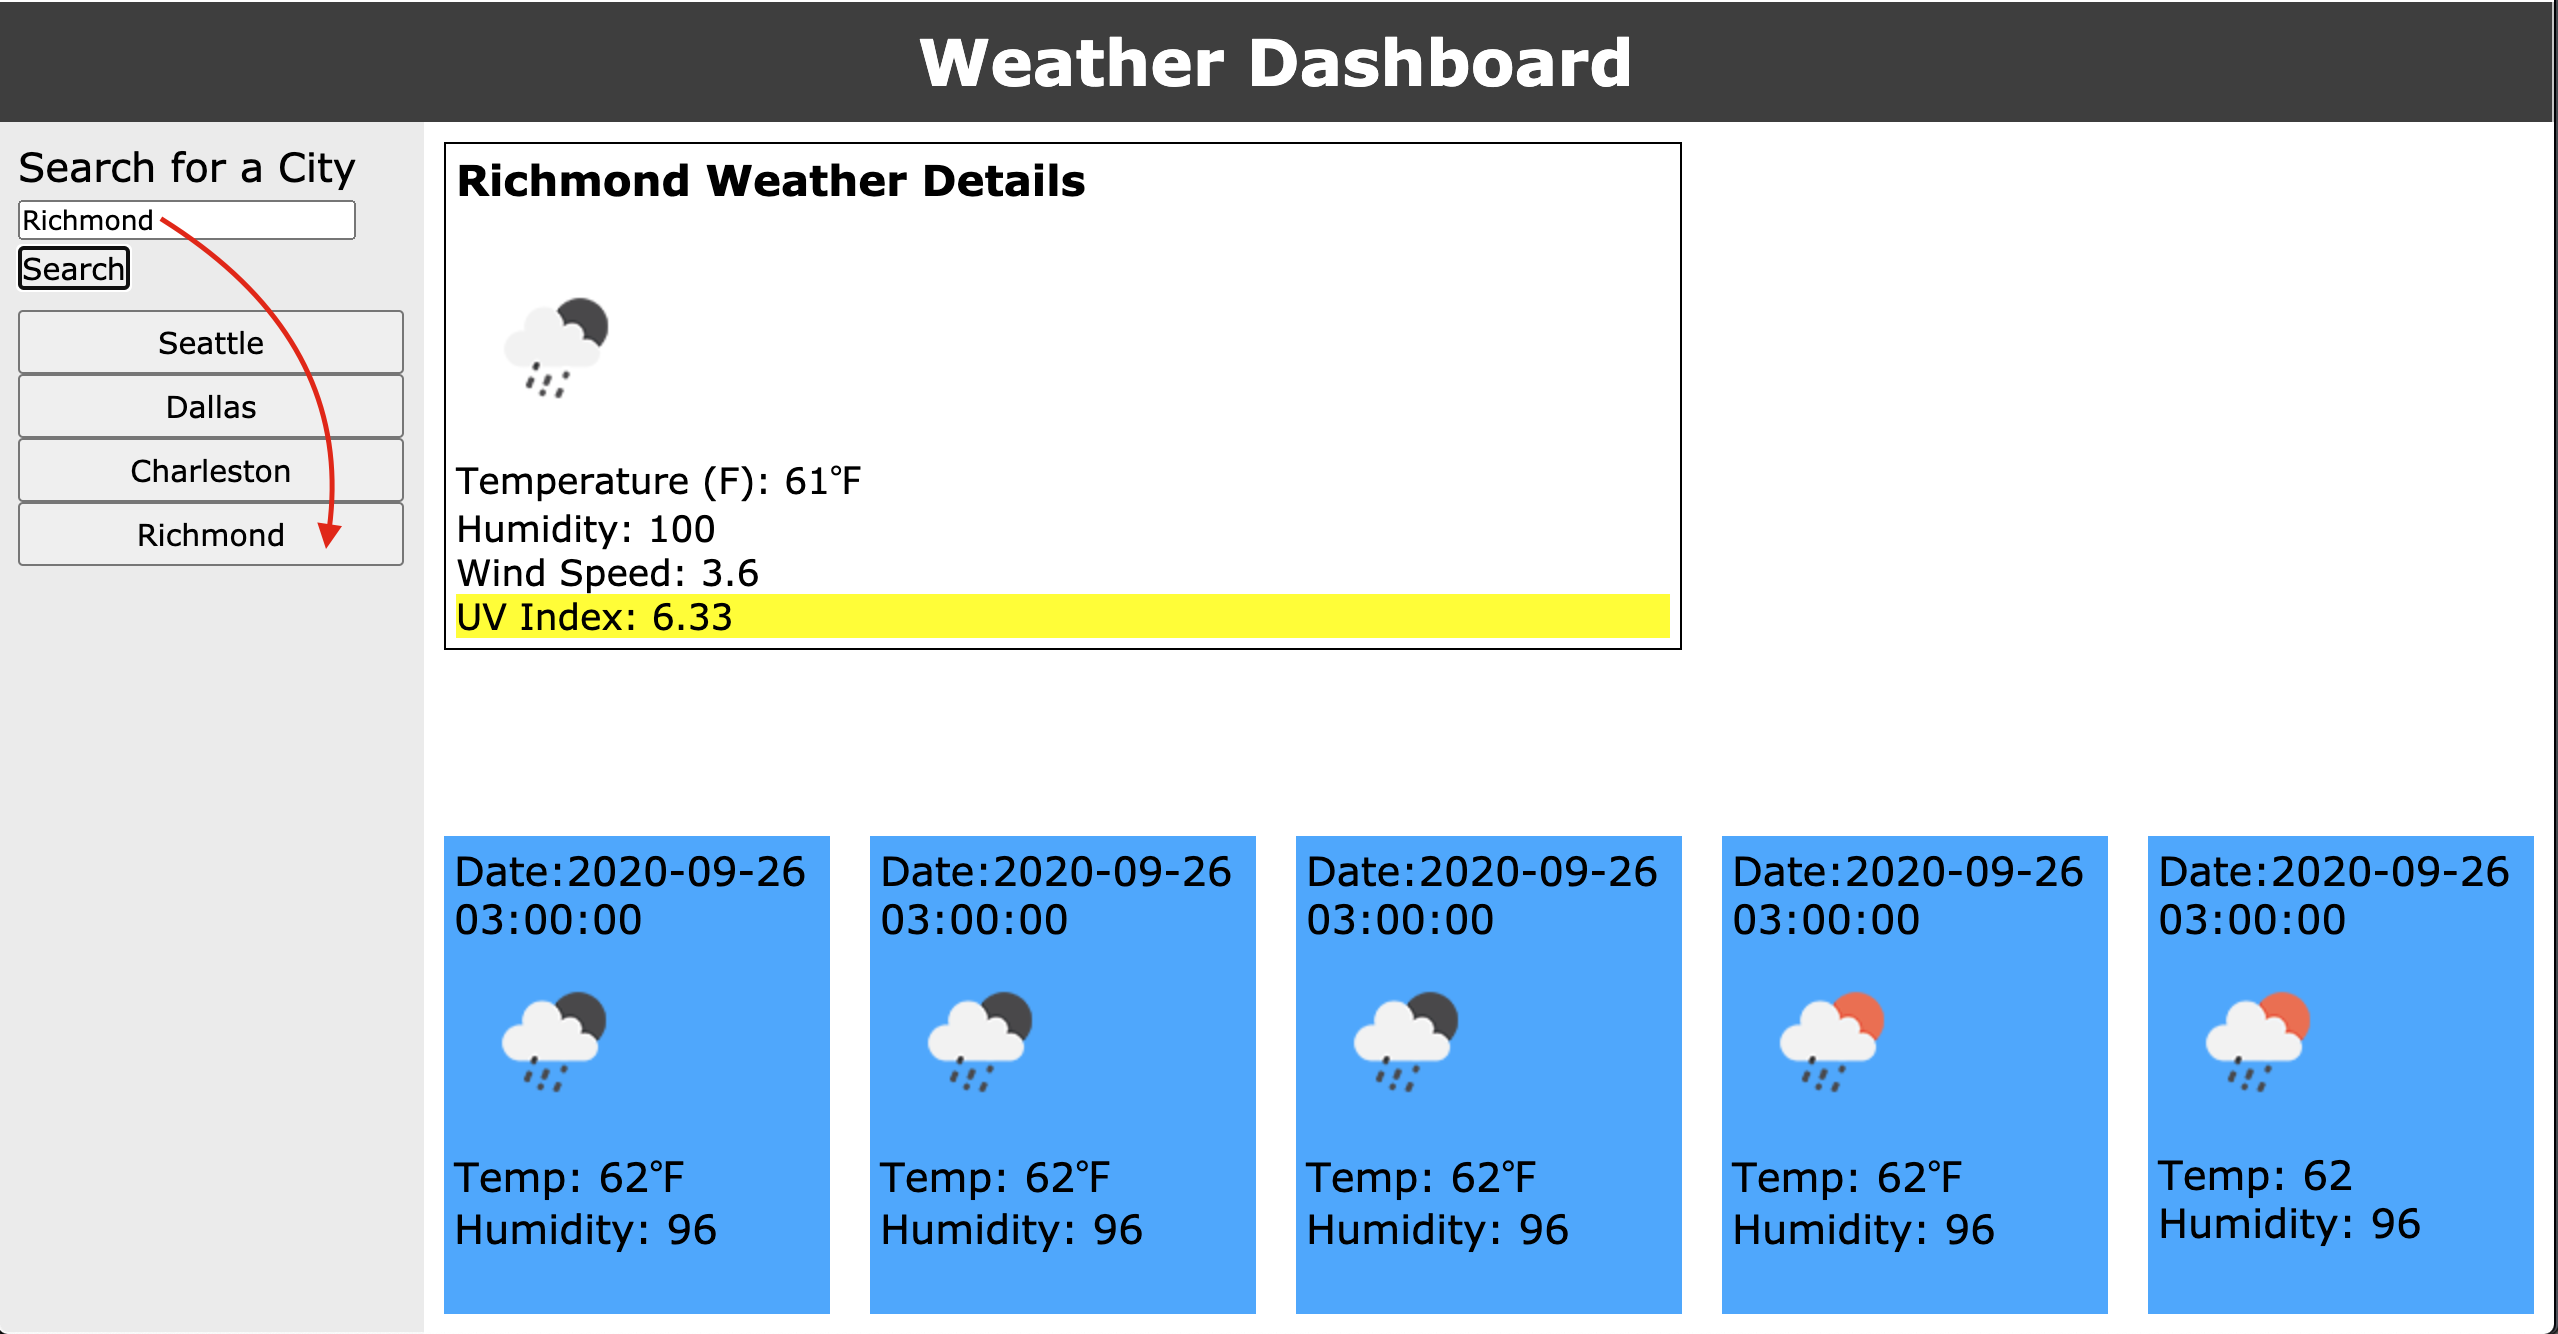 Weather Dashboard
Search for a City
Richmond
Search
Seattle
Dallas
Charleston
Richmond
Richmond Weather Details
Temperature (F): 61℉
Humidity: 100
Wind Speed: 3.6
UV Index: 6.33
Date:2020-09-26
03:00:00
Temp: 62℉
Humidity: 96
Date:2020-09-26
03:00:00
Temp: 62℉
Humidity: 96
Date:2020-09-26
03:00:00
Temp: 62℉
Humidity: 96
Date:2020-09-26
03:00:00
Temp: 62℉
Humidity: 96
Date:2020-09-26
03:00:00
Temp: 62
Humidity: 96